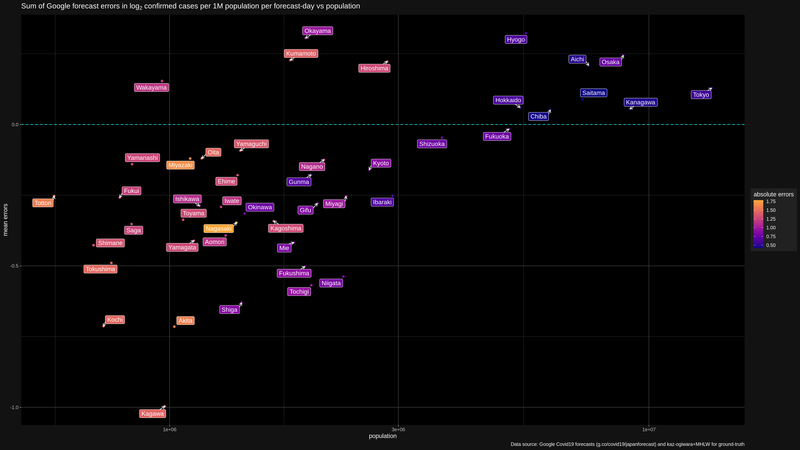 Sum of Google forecast errors in log2 confirmed cases per 1M population per forecast-day vs population
Okayama
Hyogo
Kumamoto
Aichi
Osaka
Hiroshima
Wakayama
Saitama
Tokyo
Hokkaido
Kanagawa
Chiba
0.0
Fukuoka
Shizuoka
Yamaguchi
Oita
Yamanashi
Miyazaki
Nagano
Kyoto
Ehime
Gunma
Fukui
Tottori
Ishikawa
Iwate
Okinawa
Toyama
Gifu
Miyagi
Ibaraki
Saga
Nagasaki
Kagoshima
Shimane
Yamagata
Aomori
Mie
-0.5
Tokushima
Fukushima
Niigata
Tochigi
Shiga
Kochi
Akita
-1.0
Kagawa
mean errors
1e+06
3e+06
1e+07
population
absolute errors
1.75
1.50
1.25
1.00
0.75
0.50
Data source: Google Covid19 forecasts (g.co/covid19/japanforecast) and kaz-ogiwara+MHLW for ground-truth